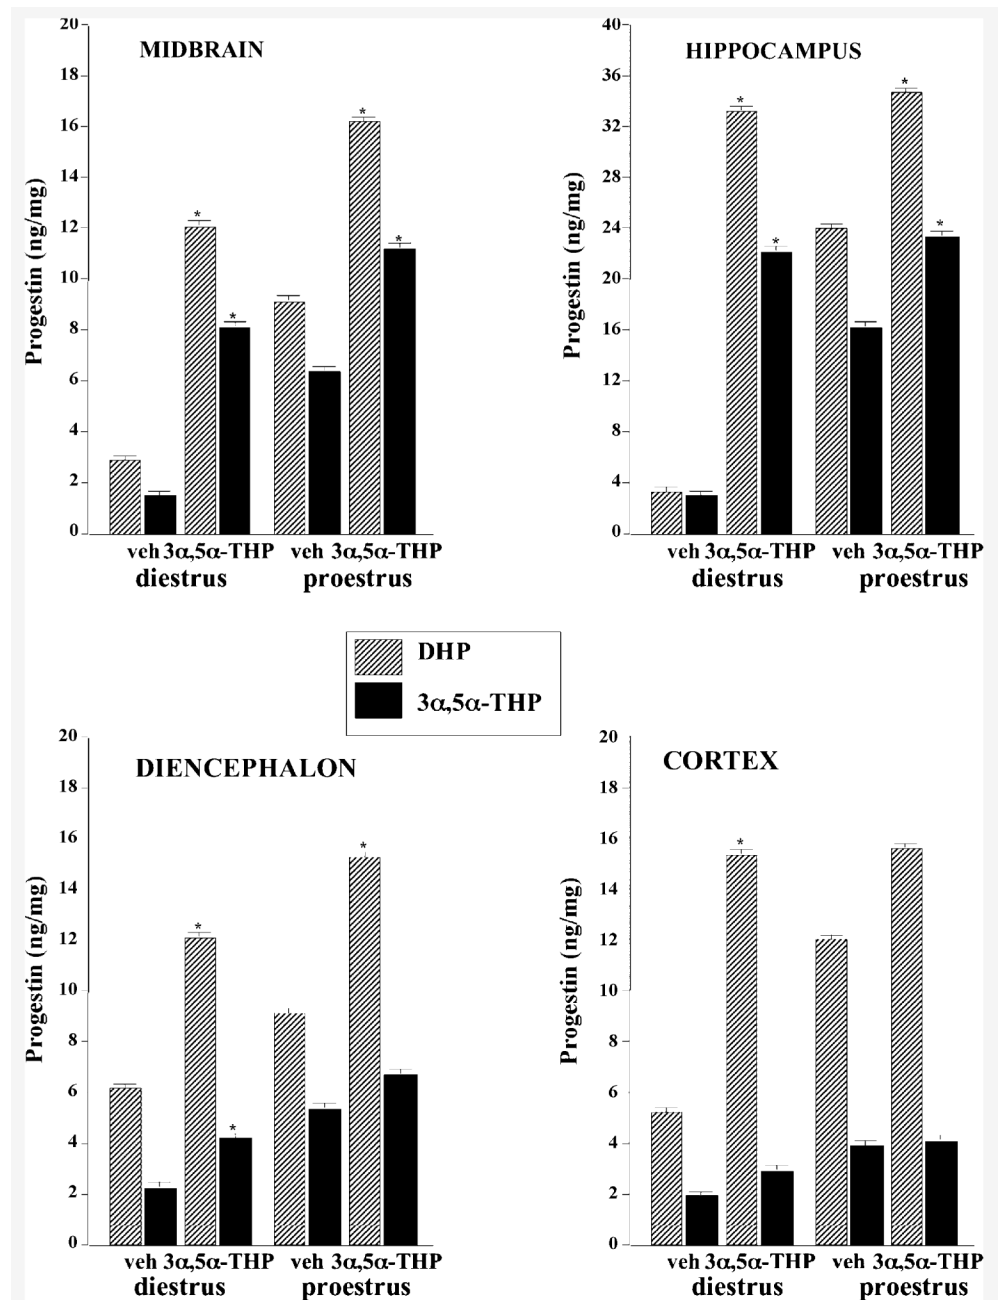 MIDBRAIN
20
18
16
14
12
10
8
6
4
2
0
Progestin (ng/mg)
* * * *
veh 3α,5α-THP veh 3α,5α-THP
diestrus proestrus
HIPPOCAMPUS
40
36
32
28
24
22
16
12
8
4
0
Progestin (ng/mg)
* * * *
veh 3α,5α-THP veh 3α,5α-THP
diestrus proestrus
DHP
3α,5α-THP
DIENCEPHALON
20
18
16
14
12
10
8
6
4
2
0
Progestin (ng/mg)
* * *
veh 3α,5α-THP veh 3α,5α-THP
diestrus proestrus
CORTEX
20
18
16
14
12
10
8
6
4
2
0
Progestin (ng/mg)
*
veh 3α,5α-THP veh 3α,5α-THP
diestrus proestrus